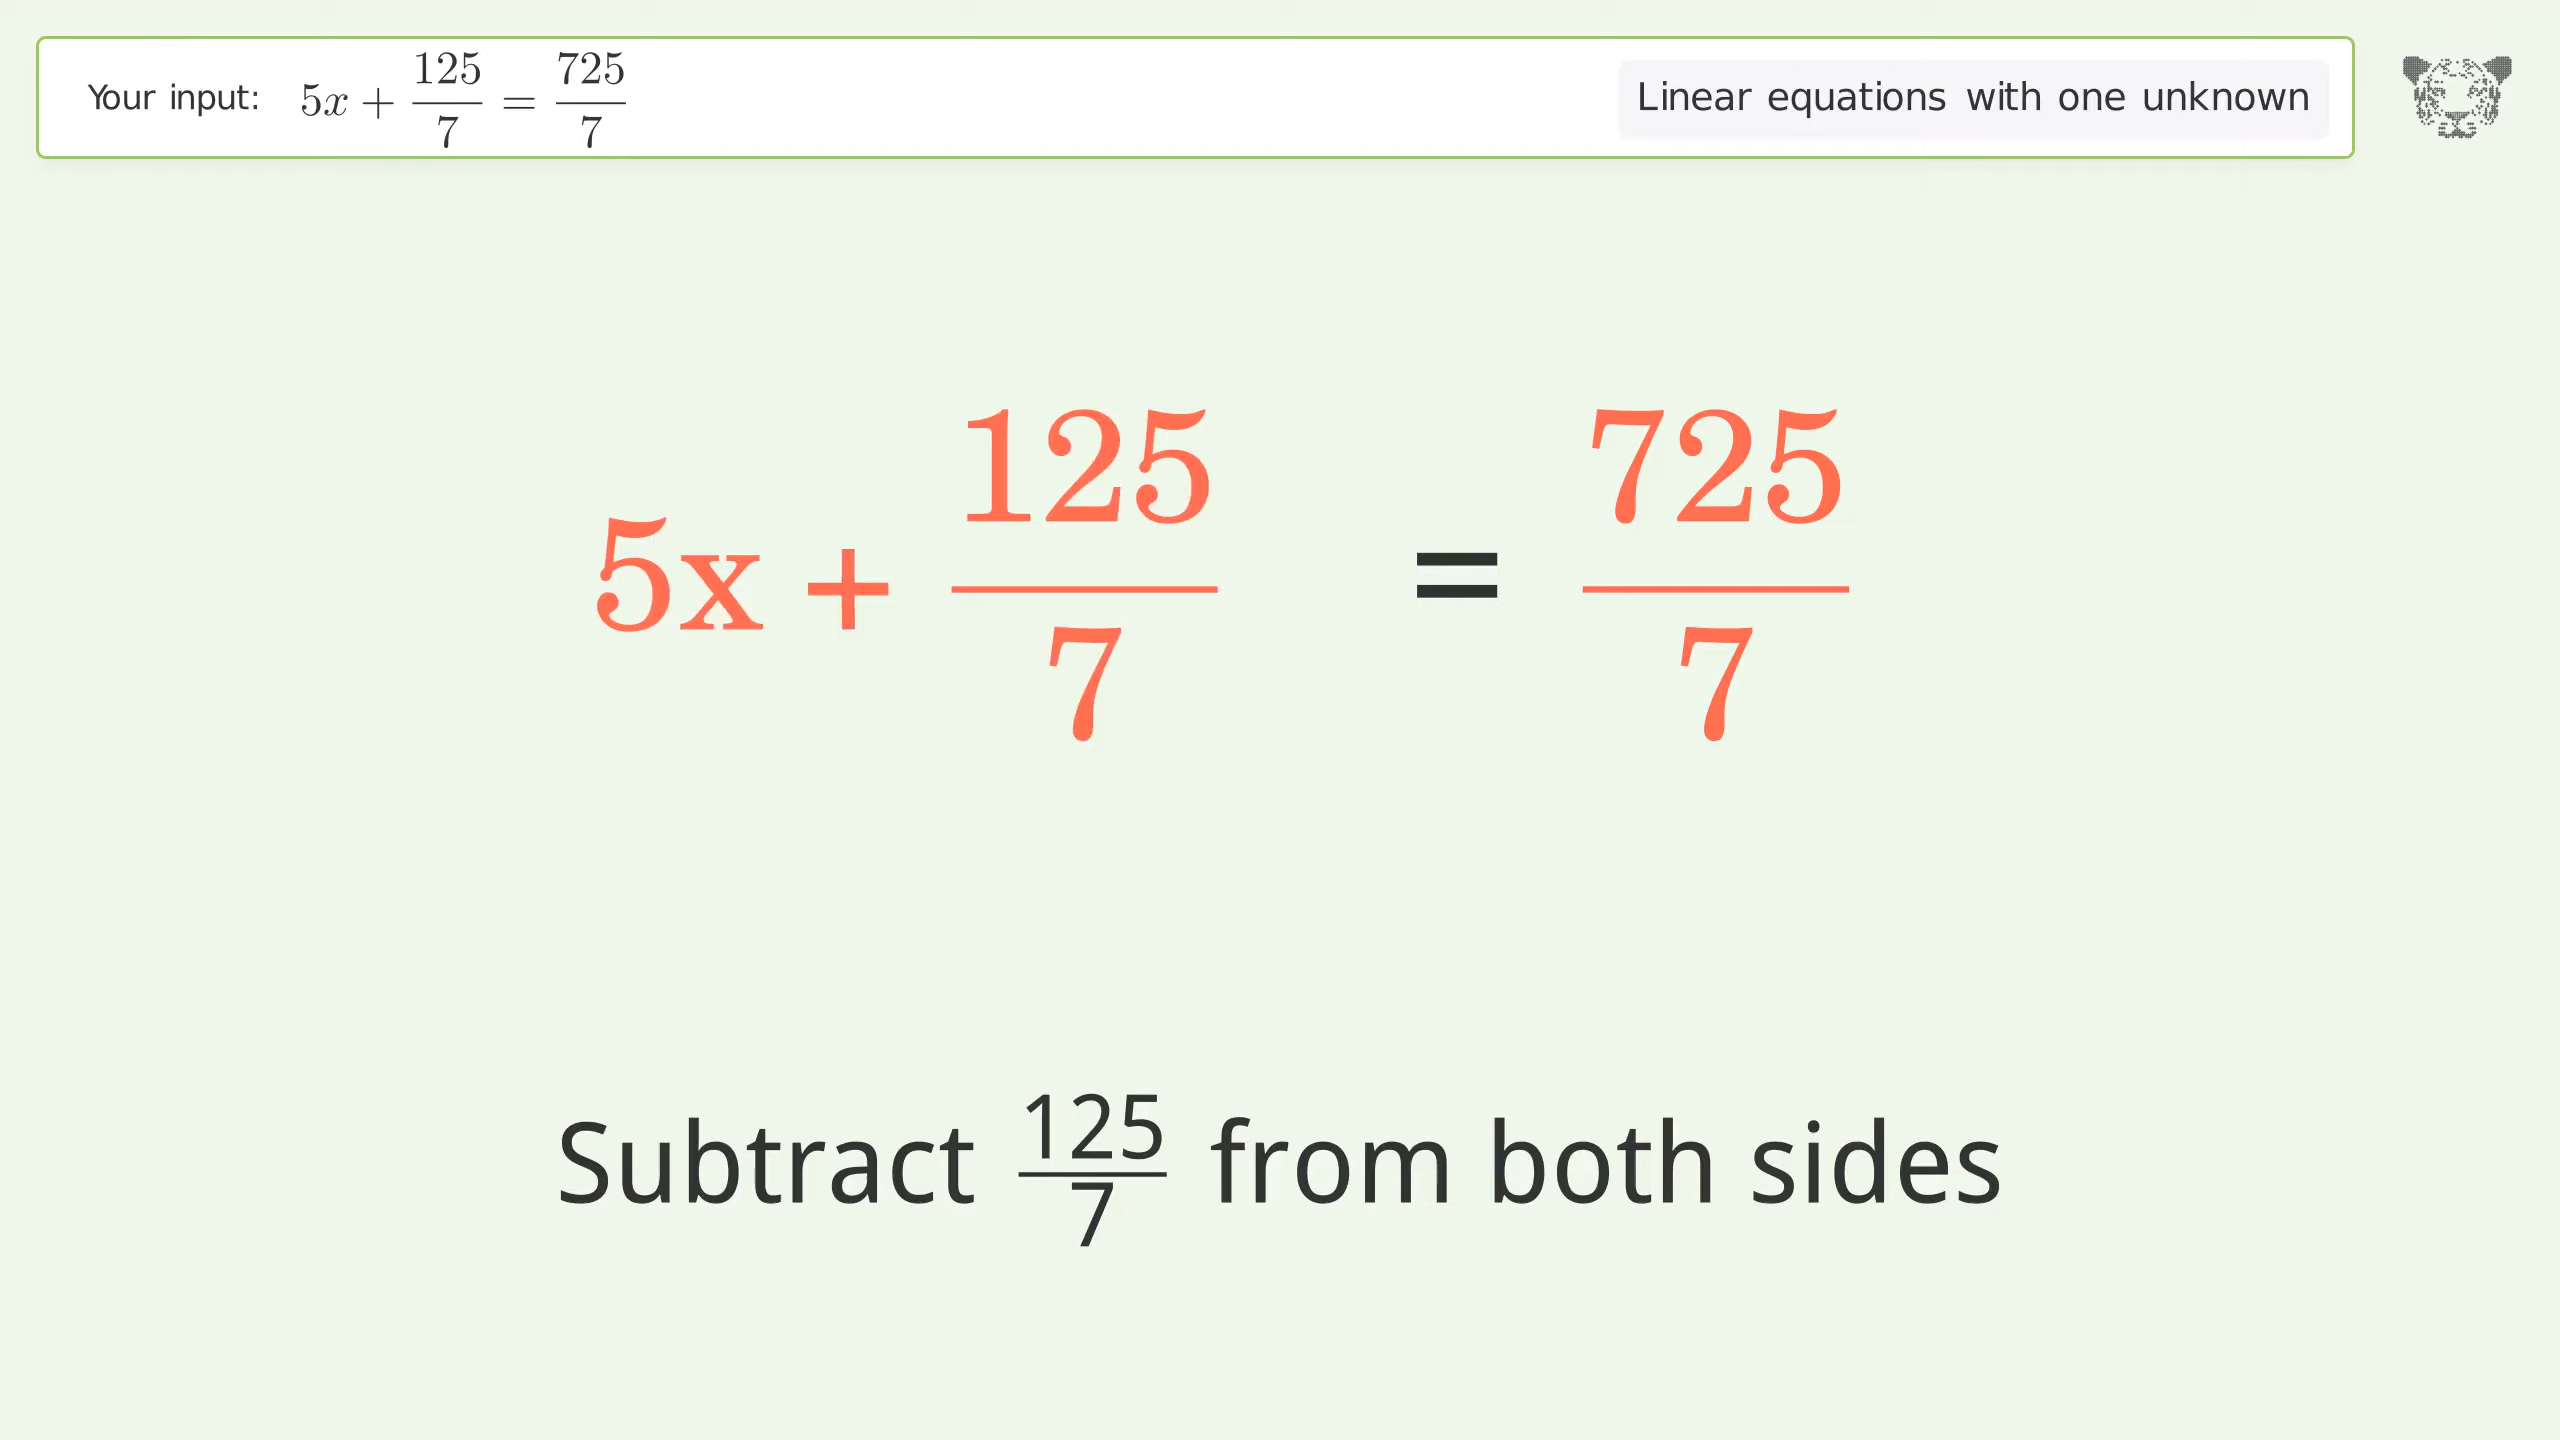 Your input: 5x + 125/7 = 725/7
Linear equations with one unknown
5x + 125/7 = 725/7
Subtract 125/7 from both sides